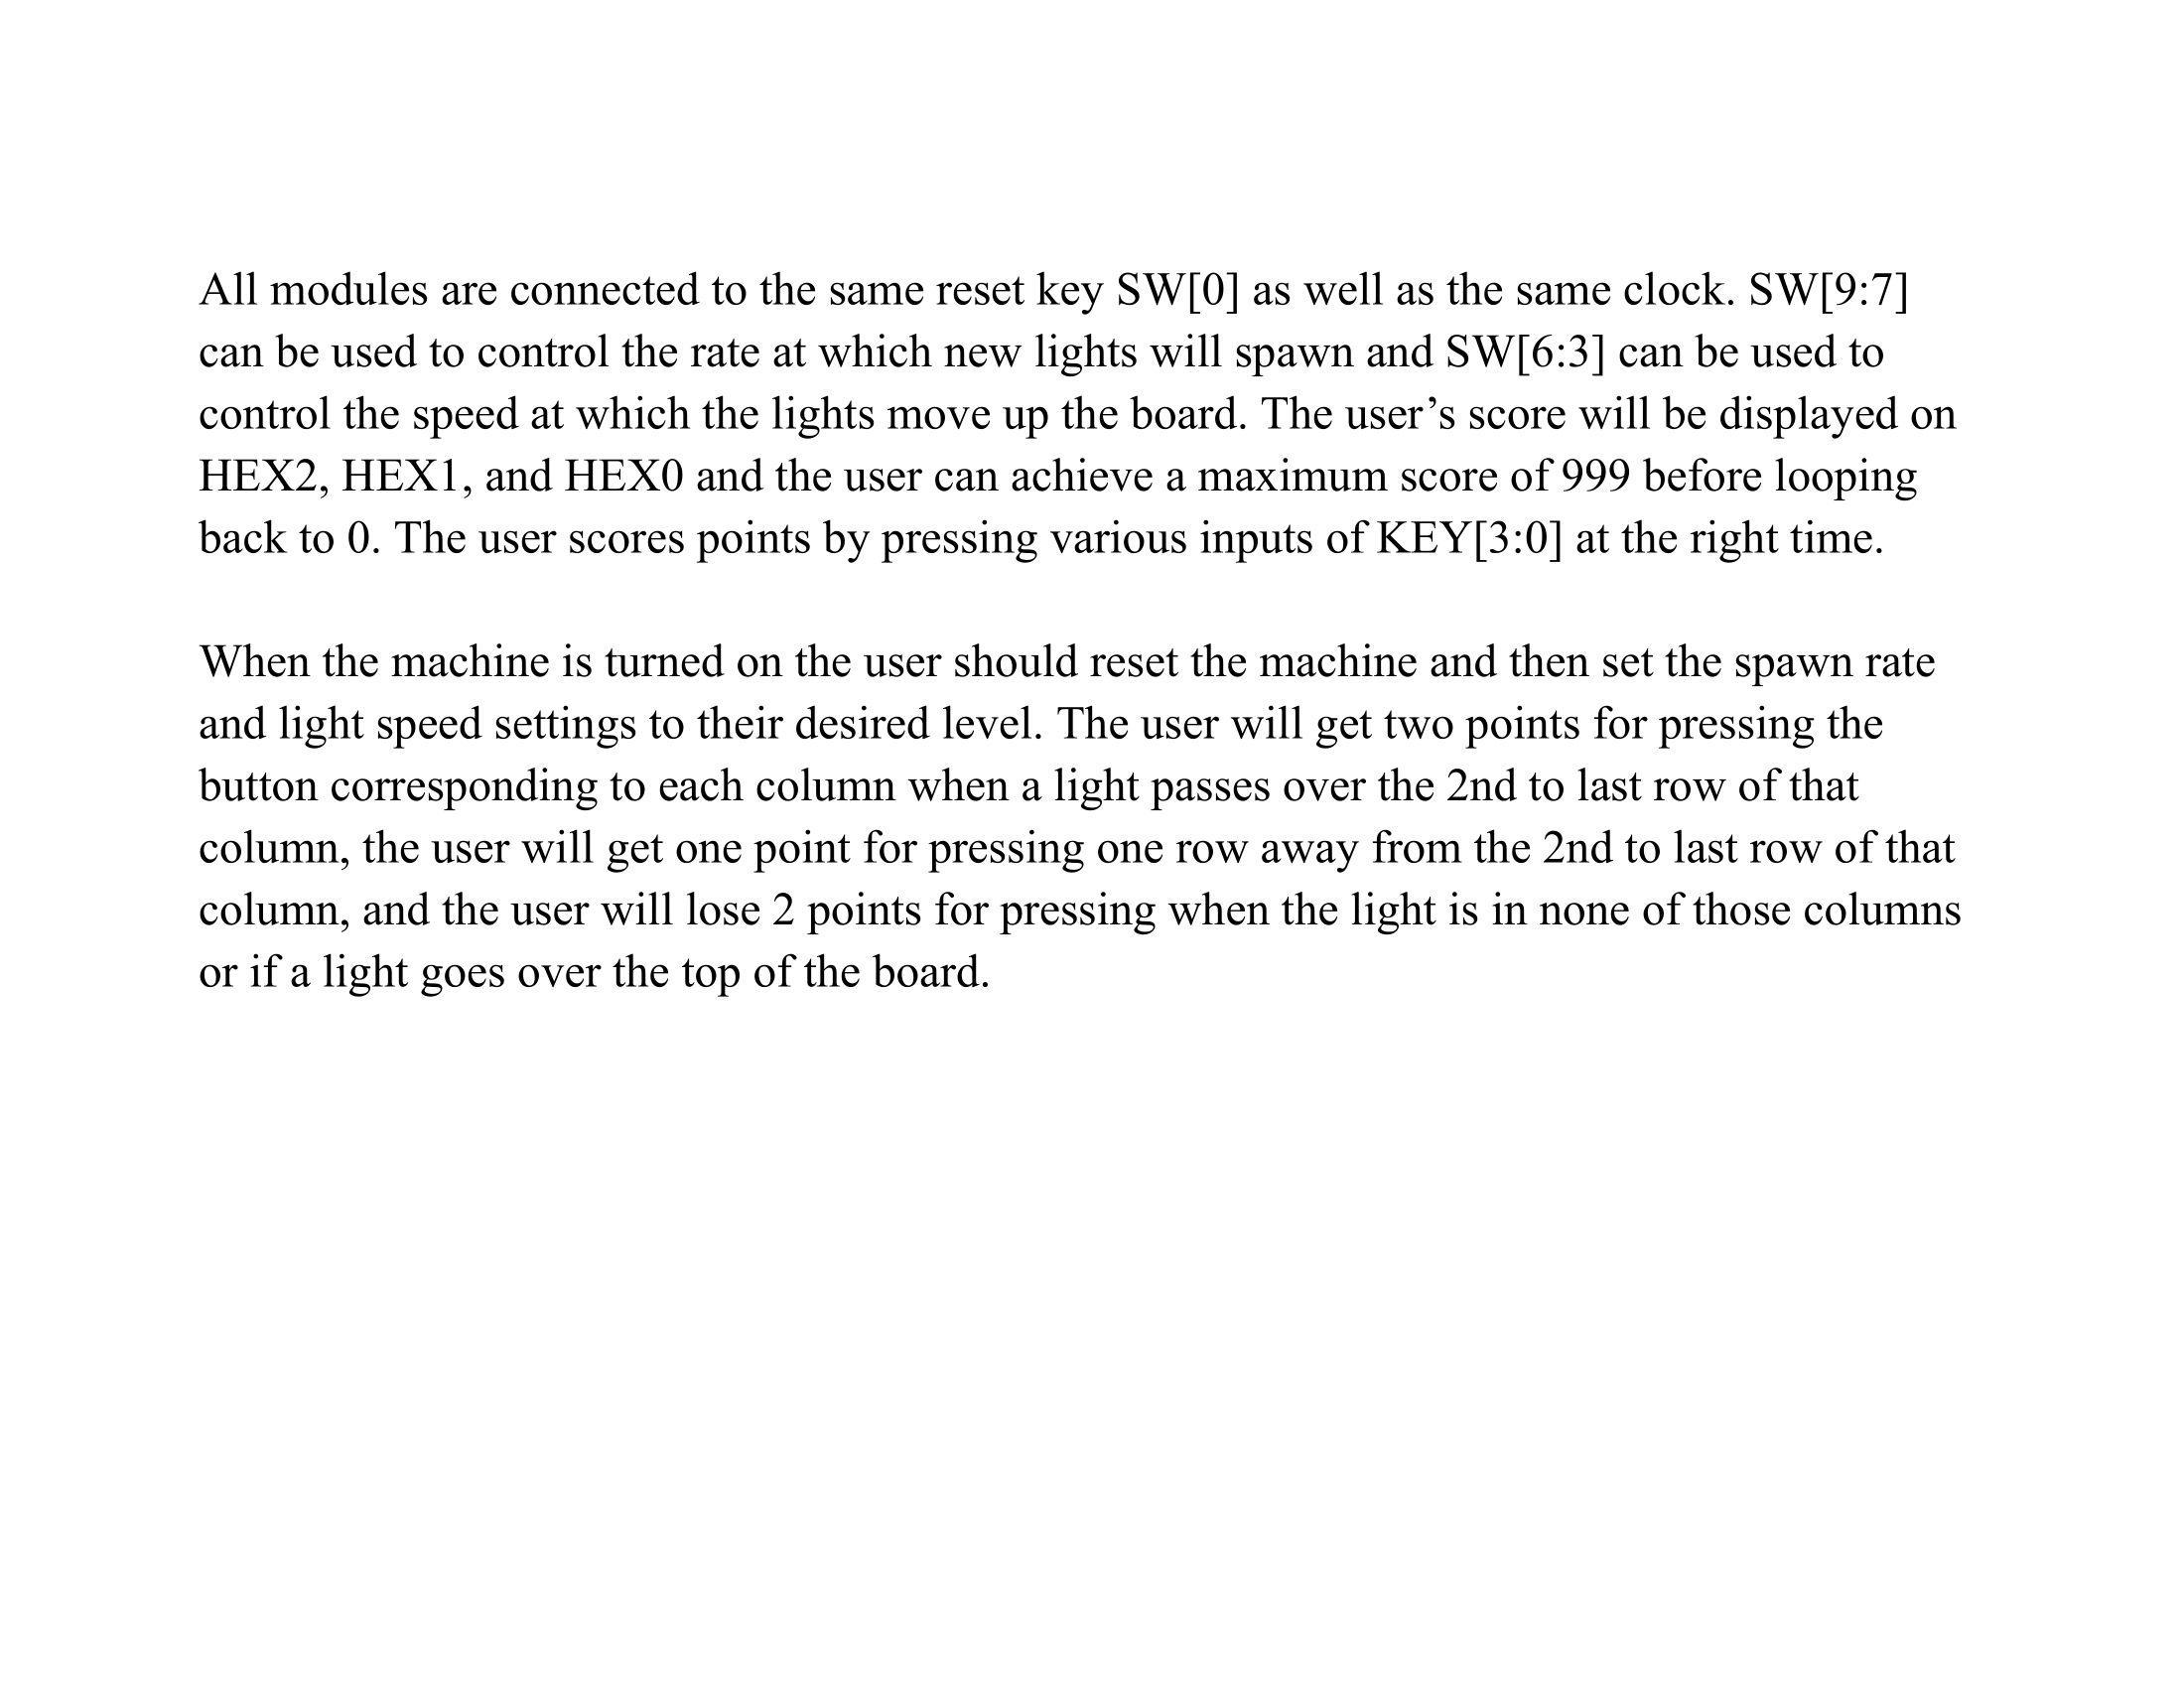 All modules are connected to the same reset key SW[0] as well as the same clock. SW[9:7]
can be used to control the rate at which new lights will spawn and SW[6:3] can be used to
control the speed at which the lights move up the board. The user’s score will be displayed on
HEX2, HEX1, and HEX0 and the user can achieve a maximum score of 999 before looping
back to 0. The user scores points by pressing various inputs of KEY[3:0] at the right time.
When the machine is turned on the user should reset the machine and then set the spawn rate
and light speed settings to their desired level. The user will get two points for pressing the
button corresponding to each column when a light passes over the 2nd to last row of that
column, the user will get one point for pressing one row away from the 2nd to last row of that
column, and the user will lose 2 points for pressing when the light is in none of those columns
or if a light goes over the top of the board.